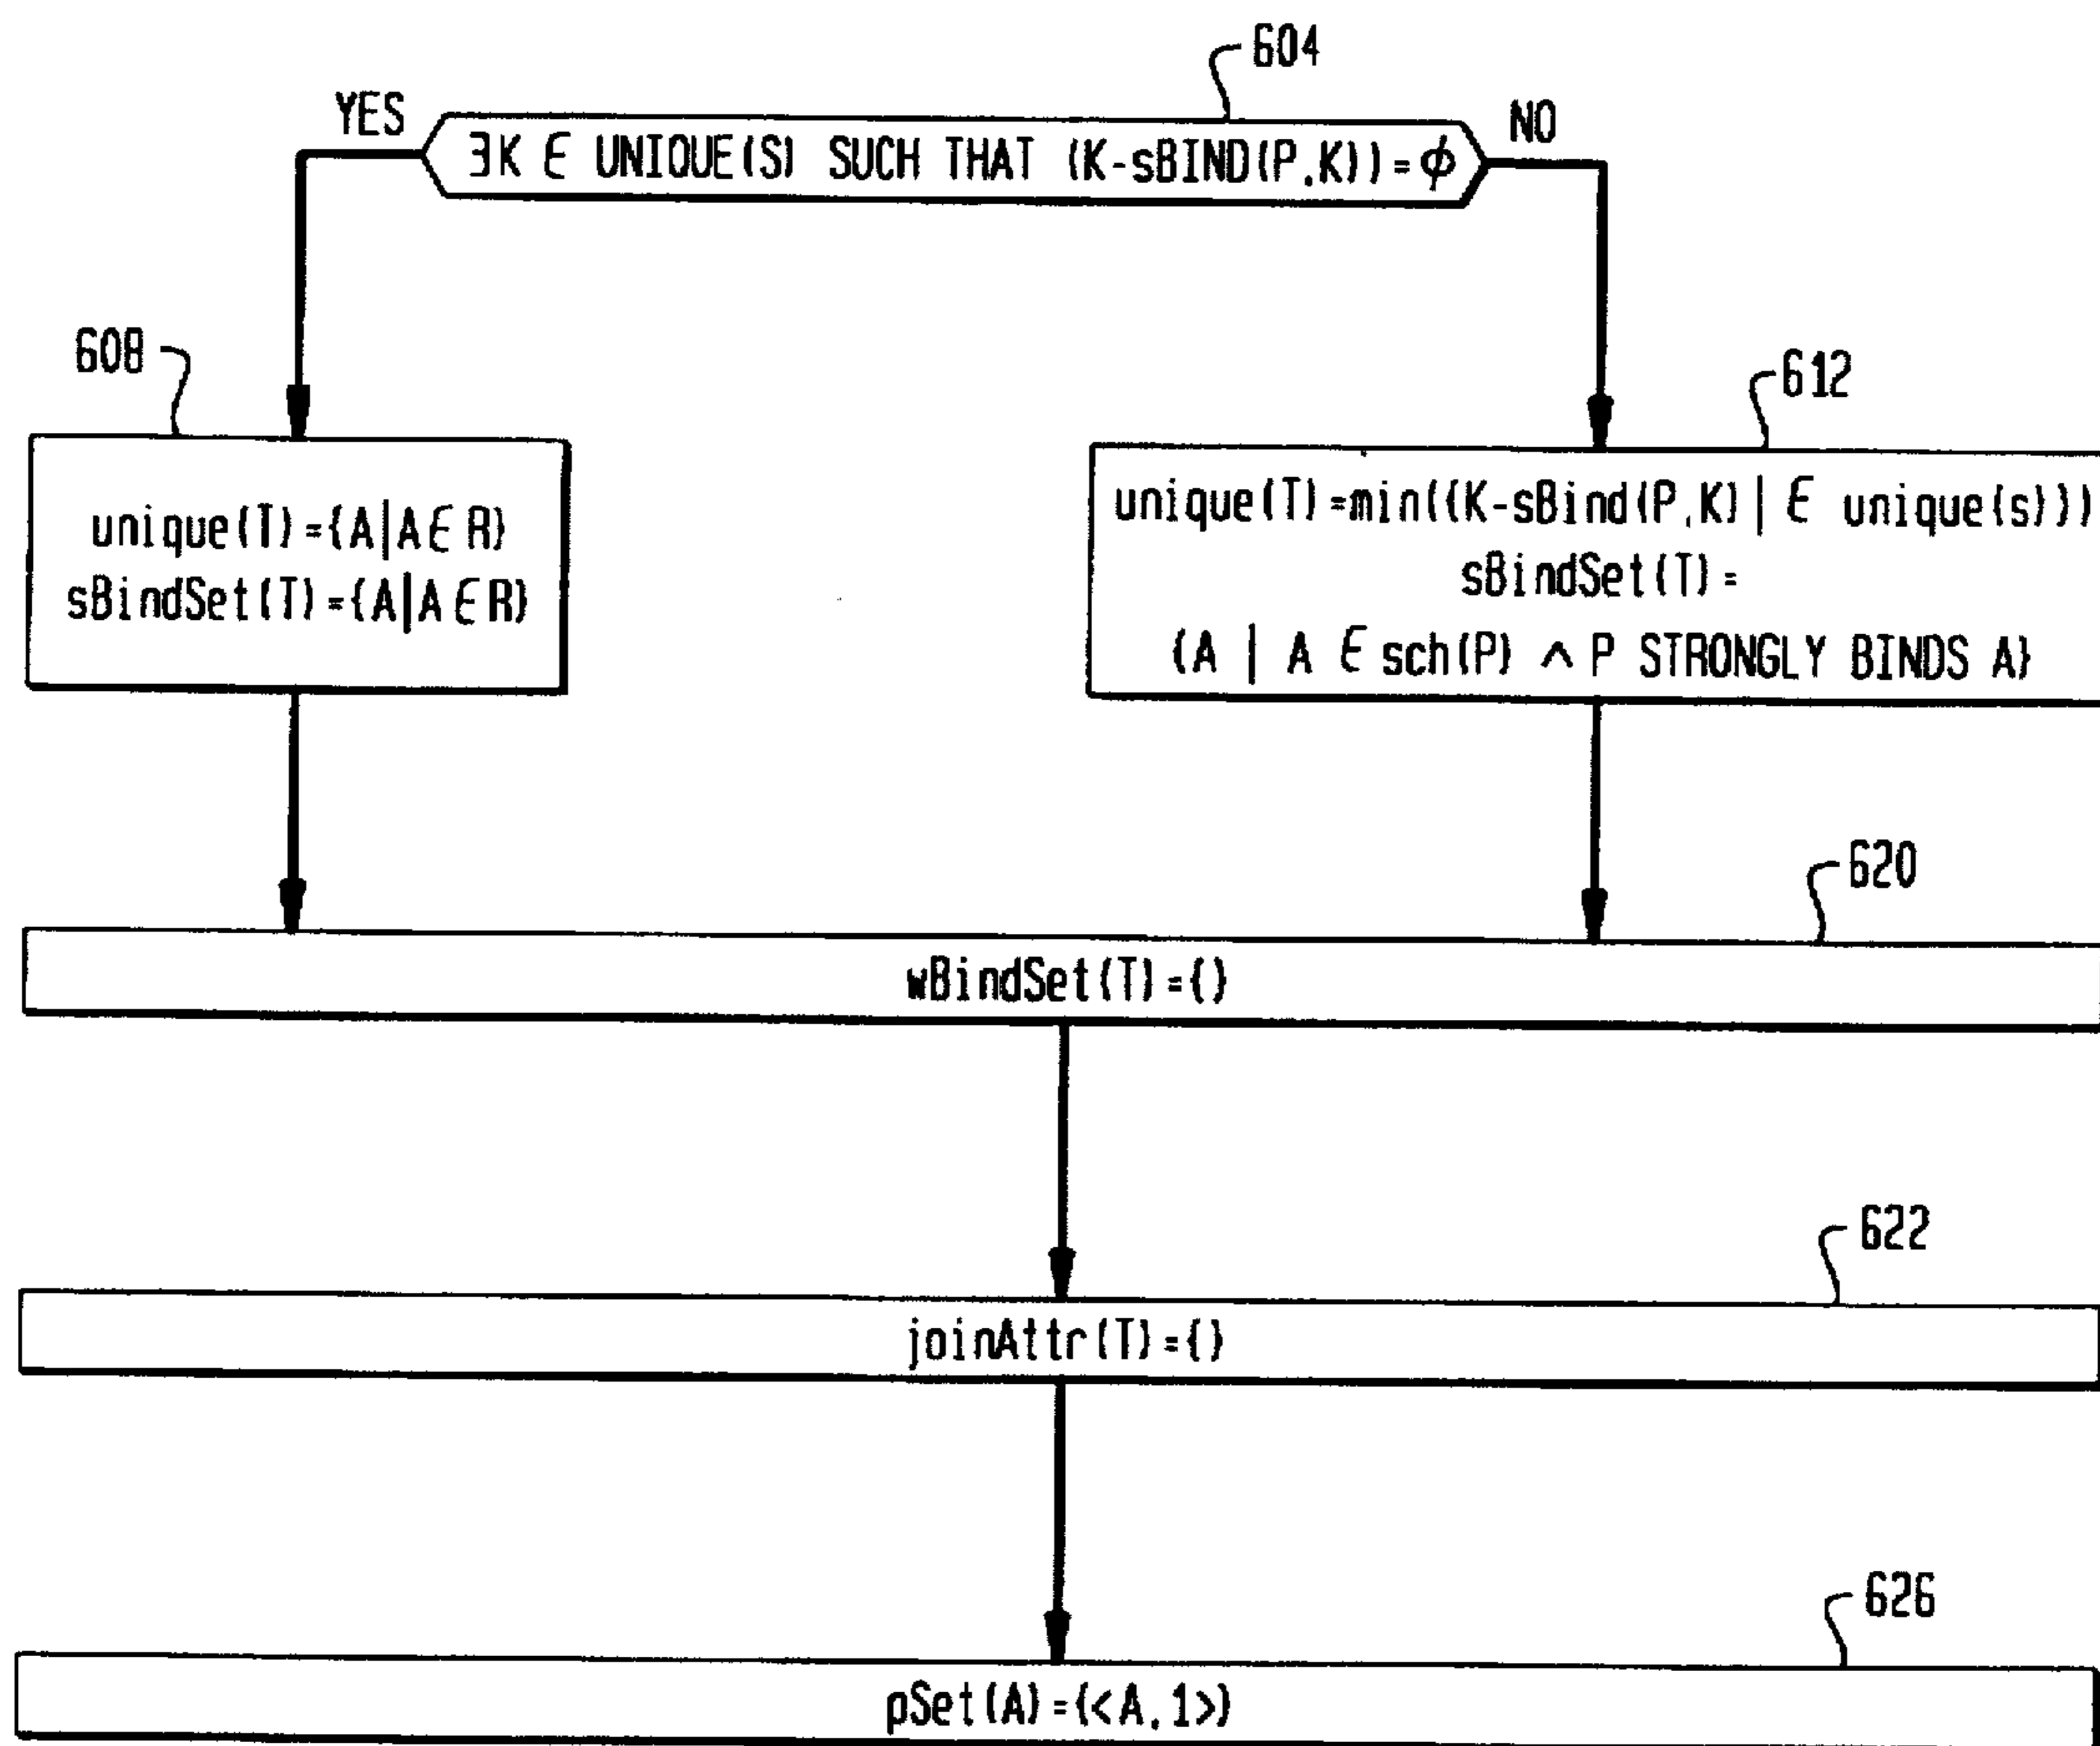 604
YES
NO
∃K ∈ UNIQUE(S) SUCH THAT (K-sBIND(P,K))=ϕ
608
612
unique(T)={A|A∈R}
sBindSet(T)={A|A∈R}
unique(T)=min({K-sBind(P,K) | ∈ unique(s)})
sBindSet(T)=
{A | A ∈ sch(P) ∧ P STRONGLY BINDS A}
620
wBindSet(T)={}
622
joinAttr(T)={}
626
pSet(A)={<A,1>}